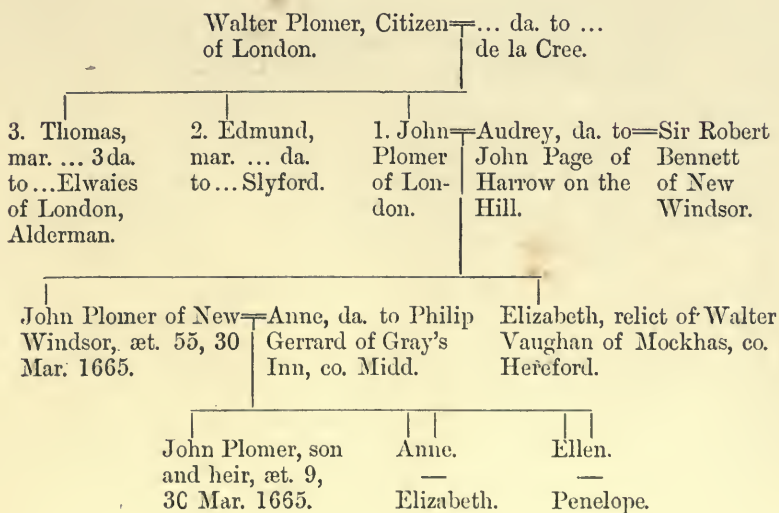 Walter Plomer, Citizen=... da. to ...
of London. de la Cree.
3. Thomas,
mar. ... 3 da.
to ... Elwaies
of London,
Alderman.
2. Edmund,
mar. ... da.
to ... Slyford.
1. John
Plomer
of Lon-
don.
=Audrey, da. to
John Page of
Harrow on the
Hill.
=Sir Robert
Bennett
of New
Windsor.
John Plomer of New
Windsor, æt. 55, 30
Mar. 1665.
=Anne, da. to Philip
Gerrard of Gray's
Inn, co. Midd.
Elizabeth, relict of Walter
Vaughan of Mockhas, co.
Hereford.
John Plomer, son
and heir, æt. 9,
30 Mar. 1665.
Anne.
—
Elizabeth.
Ellen.
—
Penelope.